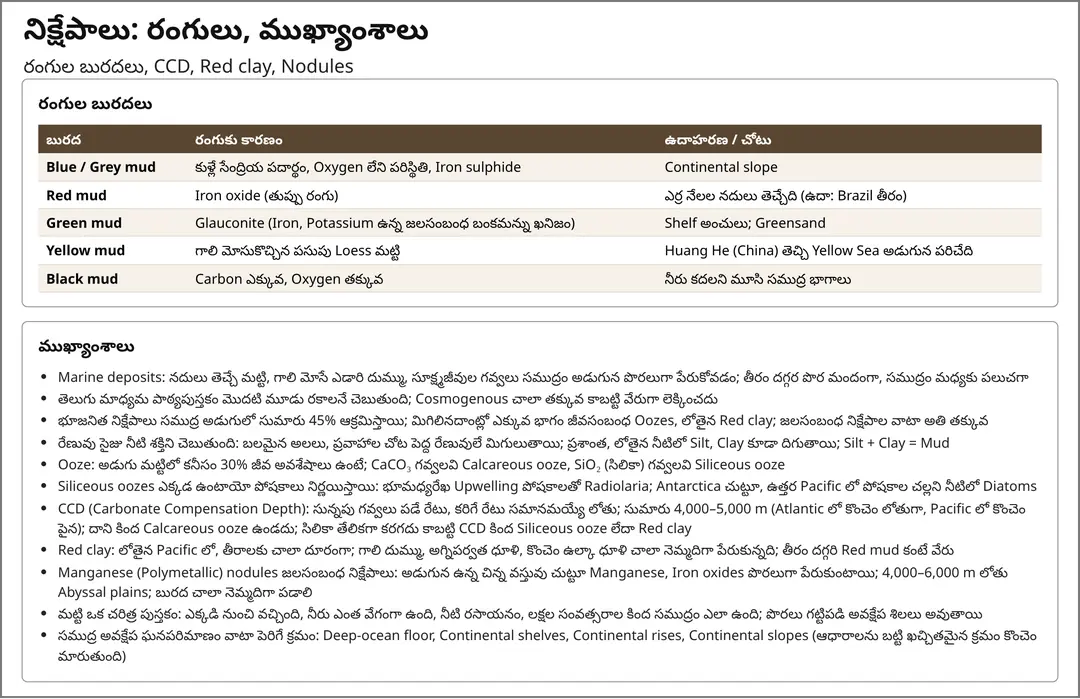 నిక్షేపాలు: రంగులు, ముఖ్యాంశాలు
రంగుల బురదలు, CCD, Red clay, Nodules
రంగుల బురదలు
బురద రంగుకు కారణం ఉదాహరణ / చోటు
Blue / Grey mud కుళ్లే సేంద్రియ పదార్థం, Oxygen లేని పరిస్థితి, Iron sulphide Continental slope
Red mud Iron oxide (తుప్పు రంగు) ఎర్ర నేలల నదులు తెచ్చేది (ఉదా: Brazil తీరం)
Green mud Glauconite (Iron, Potassium ఉన్న జలసంబంధ బంకమన్ను ఖనిజం) Shelf అంచులు; Greensand
Yellow mud గాలి మోసుకొచ్చిన పసుపు Loess మట్టి Huang He (China) తెచ్చి Yellow Sea అడుగున పరిచేది
Black mud Carbon ఎక్కువ, Oxygen తక్కువ నీరు కదలని మూసి సముద్ర భాగాలు
ముఖ్యాంశాలు
• Marine deposits: నదులు తెచ్చే మట్టి, గాలి మోసే ఎడారి దుమ్ము, సూక్ష్మజీవుల గవ్వలు సముద్రం అడుగున పొరలుగా పేరుకోవడం; తీరం దగ్గర పొర మందంగా, సముద్రం మధ్యకు పలుచగా
• తెలుగు మాధ్యమ పాఠ్యపుస్తకం మొదటి మూడు రకాలనే చెబుతుంది; Cosmogenous చాలా తక్కువ కాబట్టి వేరుగా లెక్కించదు
• భూజనిత నిక్షేపాలు సముద్ర అడుగులో సుమారు 45% ఆక్రమిస్తాయి; మిగిలినదాంట్లో ఎక్కువ భాగం జీవసంబంధ Oozes, లోతైన Red clay; జలసంబంధ నిక్షేపాల వాటా అతి తక్కువ
• రేణువు సైజు నీటి శక్తిని చెబుతుంది: బలమైన అలలు, ప్రవాహాల చోట పెద్ద రేణువులే మిగులుతాయి; ప్రశాంత, లోతైన నీటిలో Silt, Clay కూడా దిగుతాయి; Silt + Clay = Mud
• Ooze: అడుగు మట్టిలో కనీసం 30% జీవ అవశేషాలు ఉంటే; CaCO₃ గవ్వలవి Calcareous ooze, SiO₂ (సిలికా) గవ్వలవి Siliceous ooze
• Siliceous oozes ఎక్కడ ఉంటాయో పోషకాలు నిర్ణయిస్తాయి: భూమధ్యరేఖ Upwelling పోషకాలతో Radiolaria; Antarctica చుట్టూ, ఉత్తర Pacific లో పోషకాల చల్లని నీటిలో Diatoms
• CCD (Carbonate Compensation Depth): సున్నపు గవ్వలు పడే రేటు, కరిగే రేటు సమానమయ్యే లోతు; సుమారు 4,000–5,000 m (Atlantic లో కొంచెం లోతుగా, Pacific లో కొంచెం
పైన); దాని కింద Calcareous ooze ఉండదు; సిలికా తేలికగా కరగదు కాబట్టి CCD కింద Siliceous ooze లేదా Red clay
• Red clay: లోతైన Pacific లో, తీరాలకు చాలా దూరంగా; గాలి దుమ్ము, అగ్నిపర్వత ధూళి, కొంచెం ఉల్కా ధూళి చాలా నెమ్మదిగా పేరుకున్నది; తీరం దగ్గరి Red mud కంటే వేరు
• Manganese (Polymetallic) nodules జలసంబంధ నిక్షేపాలు: అడుగున ఉన్న చిన్న వస్తువు చుట్టూ Manganese, Iron oxides పొరలుగా పేరుకుంటాయి; 4,000–6,000 m లోతు
Abyssal plains; బురద చాలా నెమ్మదిగా పడాలి
• మట్టి ఒక చరిత్ర పుస్తకం: ఎక్కడి నుంచి వచ్చింది, నీరు ఎంత వేగంగా ఉంది, నీటి రసాయనం, లక్షల సంవత్సరాల కింద సముద్రం ఎలా ఉంది; పొరలు గట్టిపడి అవక్షేప శిలలు అవుతాయి
• సముద్ర అవక్షేప ఘనపరిమాణం వాటా పెరిగే క్రమం: Deep-ocean floor, Continental shelves, Continental rises, Continental slopes (ఆధారాలను బట్టి ఖచ్చితమైన క్రమం కొంచెం
మారుతుంది)